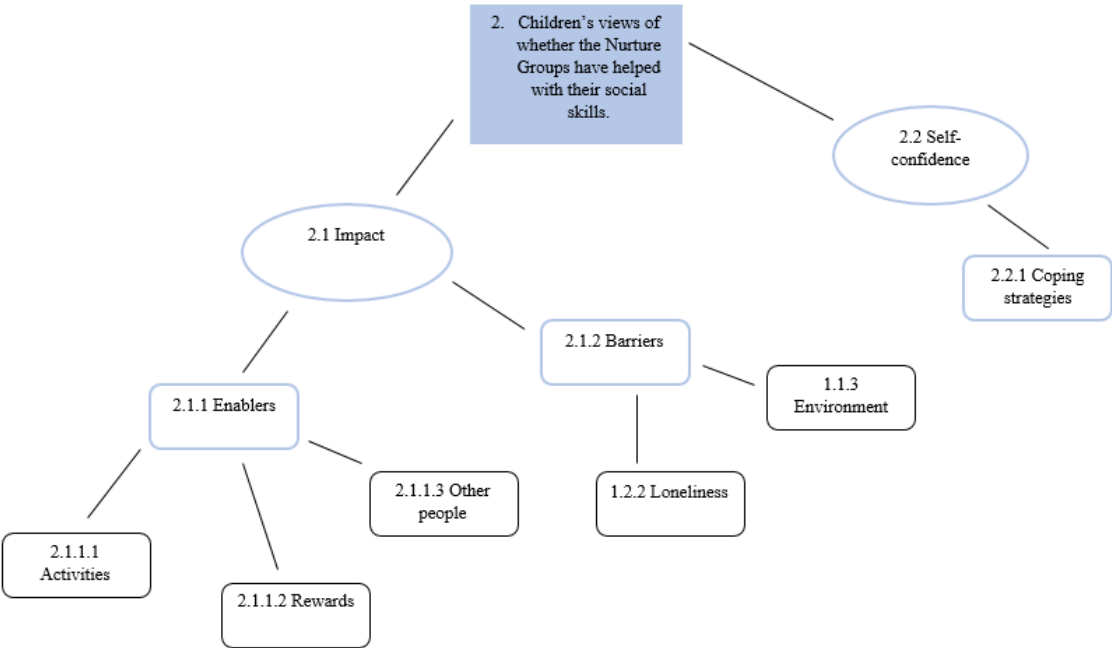 2. Children’s views of
whether the Nurture
Groups have helped
with their social
skills.
2.2 Self-
confidence
2.1 Impact
2.2.1 Coping
strategies
2.1.2 Barriers
1.1.3
Environment
2.1.1 Enablers
2.1.1.3 Other
people
1.2.2 Loneliness
2.1.1.1
Activities
2.1.1.2 Rewards